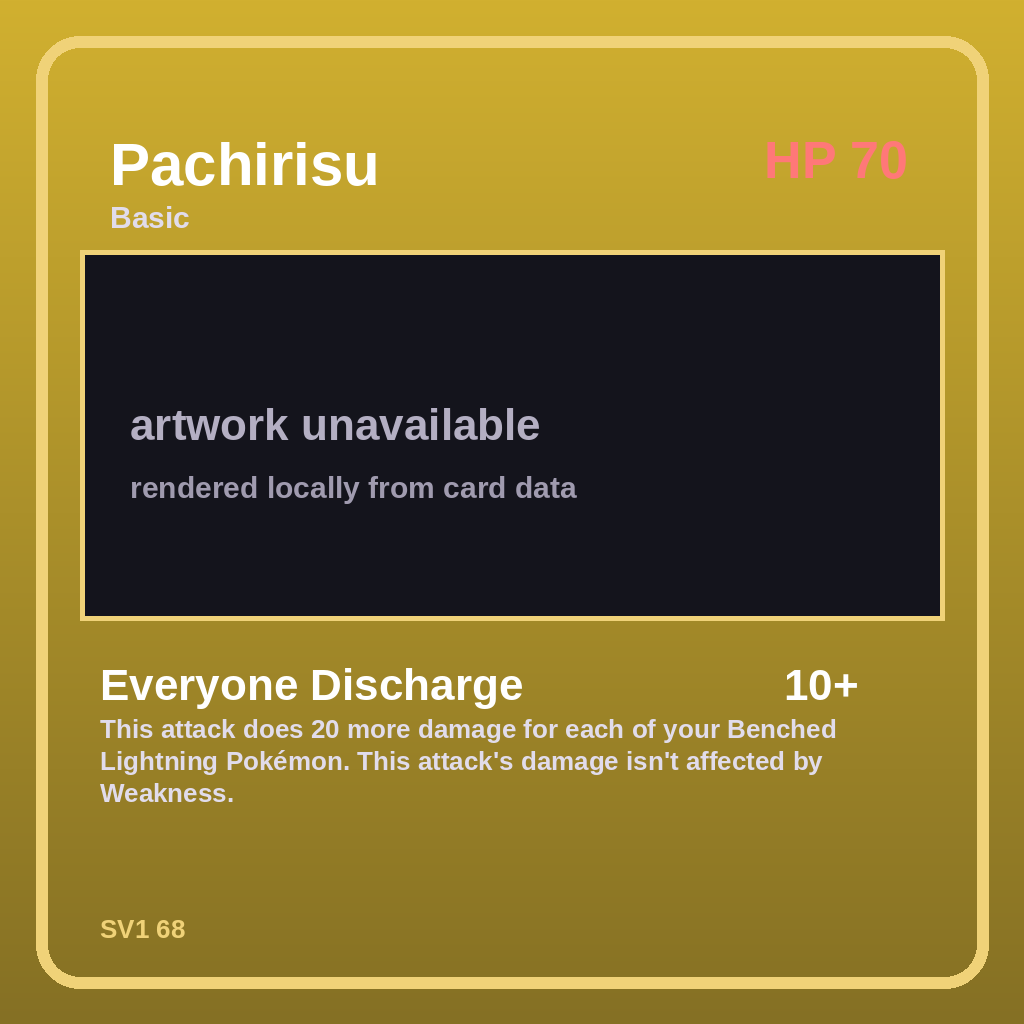 Pachirisu
HP 70
Basic
artwork unavailable
rendered locally from card data
Everyone Discharge
10+
This attack does 20 more damage for each of your Benched
Lightning Pokémon. This attack's damage isn't affected by
Weakness.
SV1 68